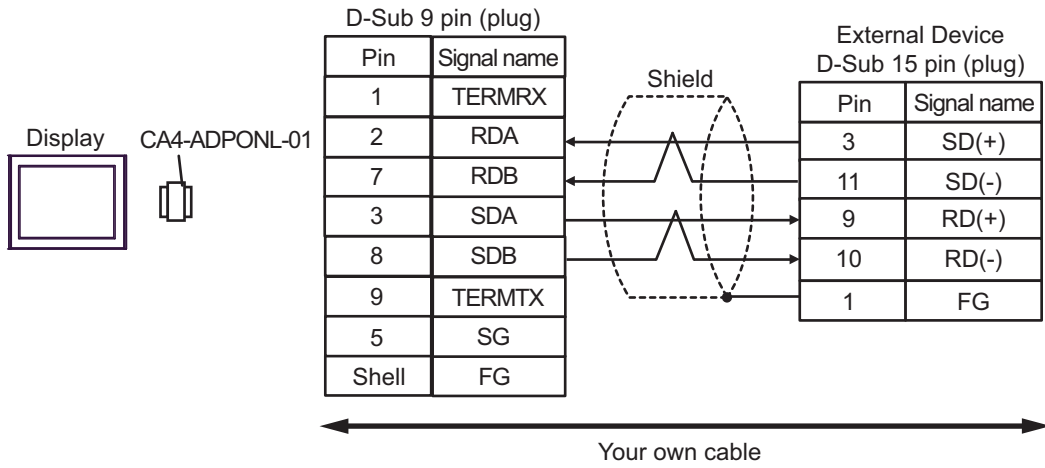 D-Sub 9 pin (plug)
Pin Signal name
1 TERMRX
2 RDA
7 RDB
3 SDA
8 SDB
9 TERMTX
5 SG
Shell FG
Display
CA4-ADPONL-01
Shield
External Device
D-Sub 15 pin (plug)
Pin Signal name
3 SD(+)
11 SD(-)
9 RD(+)
10 RD(-)
1 FG
Your own cable